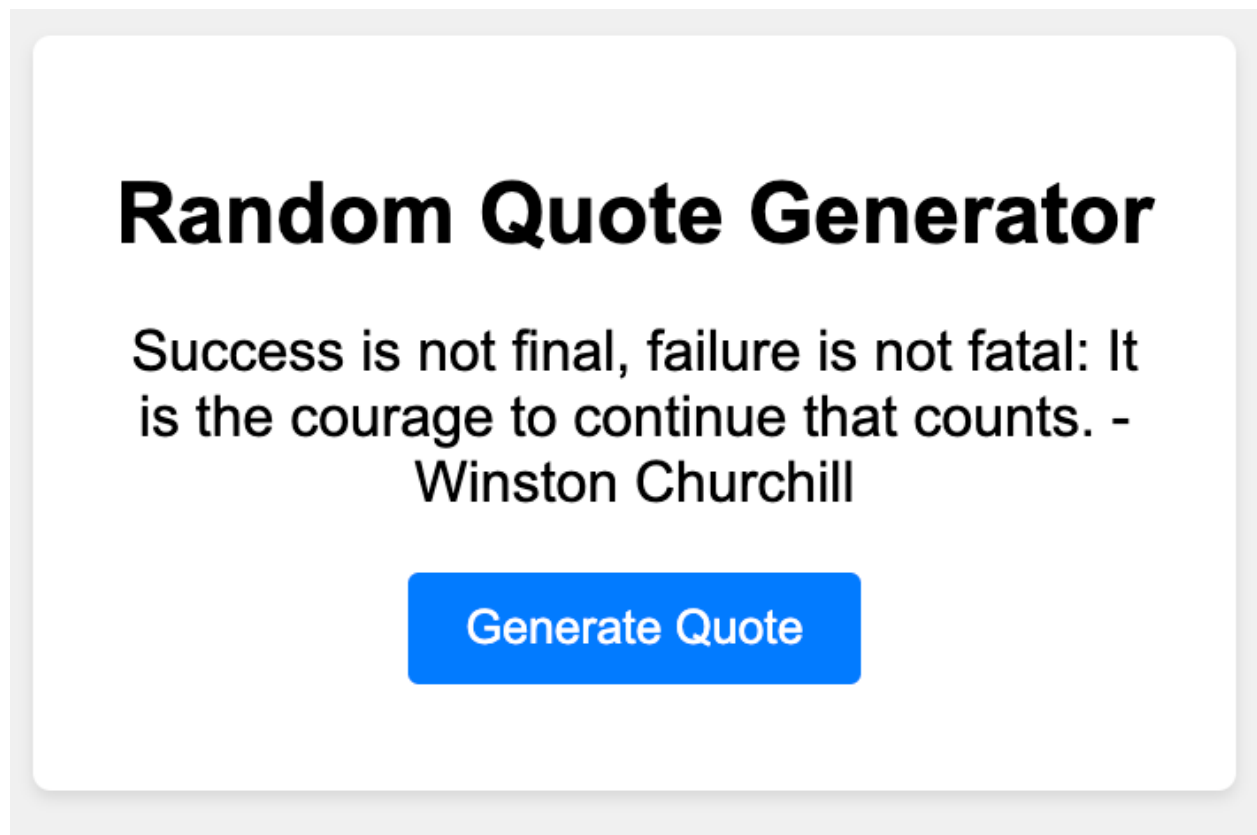 Random Quote Generator
Success is not final, failure is not fatal: It
is the courage to continue that counts. -
Winston Churchill
Generate Quote